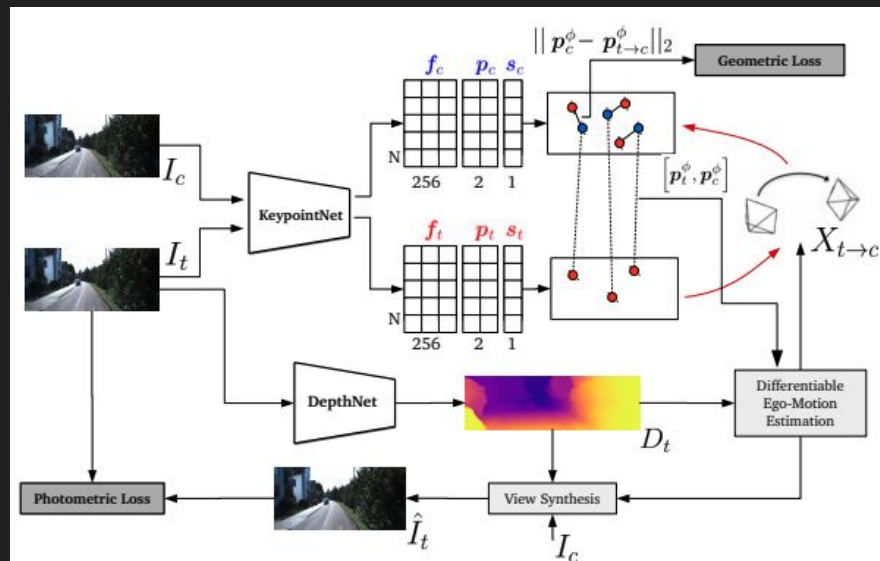 || p_c^ϕ − p_{t→c}^ϕ ||_2
Geometric Loss
f_c p_c s_c
N
256 2 1
I_c
KeypointNet
[p_t^ϕ, p_c^ϕ]
I_t
X_{t→c}
f_t p_t s_t
N
256 2 1
DepthNet
D_t
Differentiable
Ego-Motion
Estimation
Photometric Loss
Î_t
View Synthesis
I_c